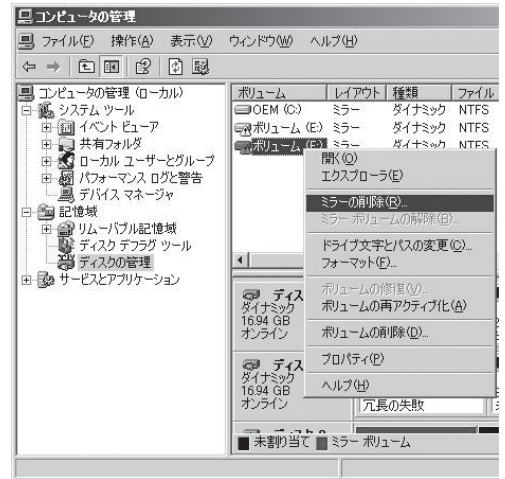 コンピュータの管理
ファイル(F) 操作(A) 表示(V) ウィンドウ(W) ヘルプ(H)
コンピュータの管理 (ローカル)
システム ツール
イベント ビューア
共有フォルダ
ローカル ユーザーとグループ
パフォーマンス ログと警告
デバイス マネージャ
記憶域
リムーバブル記憶域
ディスク デフラグ ツール
ディスクの管理
サービスとアプリケーション
ボリューム レイアウト 種類 ファイル
OEM (C:) ミラー ダイナミック NTFS
ボリューム (E:) ミラー ダイナミック NTFS
ボリューム ミラー ダイナミック NTFS
開く(O)
エクスプローラ(E)
ミラーの削除(R)...
ミラー ボリュームの解除(B)...
ドライブ文字とパスの変更(C)...
フォーマット(F)...
ボリュームの修復(V)...
ボリュームの再アクティブ化(A)
ボリュームの削除(D)...
プロパティ(P)
ヘルプ(H)
ディス
ダイナミック
16.94 GB
オンライン
ディス
ダイナミック
16.94 GB
オンライン
冗長の失敗
未割り当て ミラー ボリューム